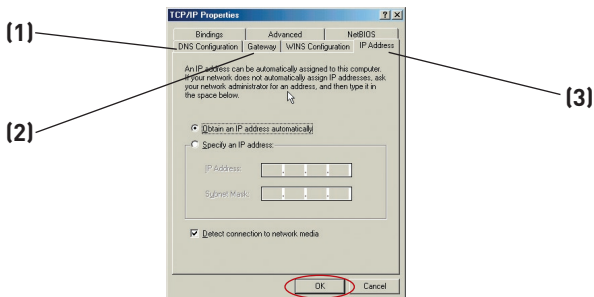 TCP/IP Properties
Bindings Advanced NetBIOS
(1)
DNS Configuration Gateway WINS Configuration IP Address
An IP address can be automatically assigned to this computer.
If your network does not automatically assign IP addresses, ask
your network administrator for an address, and then type it in
the space below.
(3)
(2)
Obtain an IP address automatically
Specify an IP address:
IP Address:
Subnet Mask:
Detect connection to network media
OK Cancel